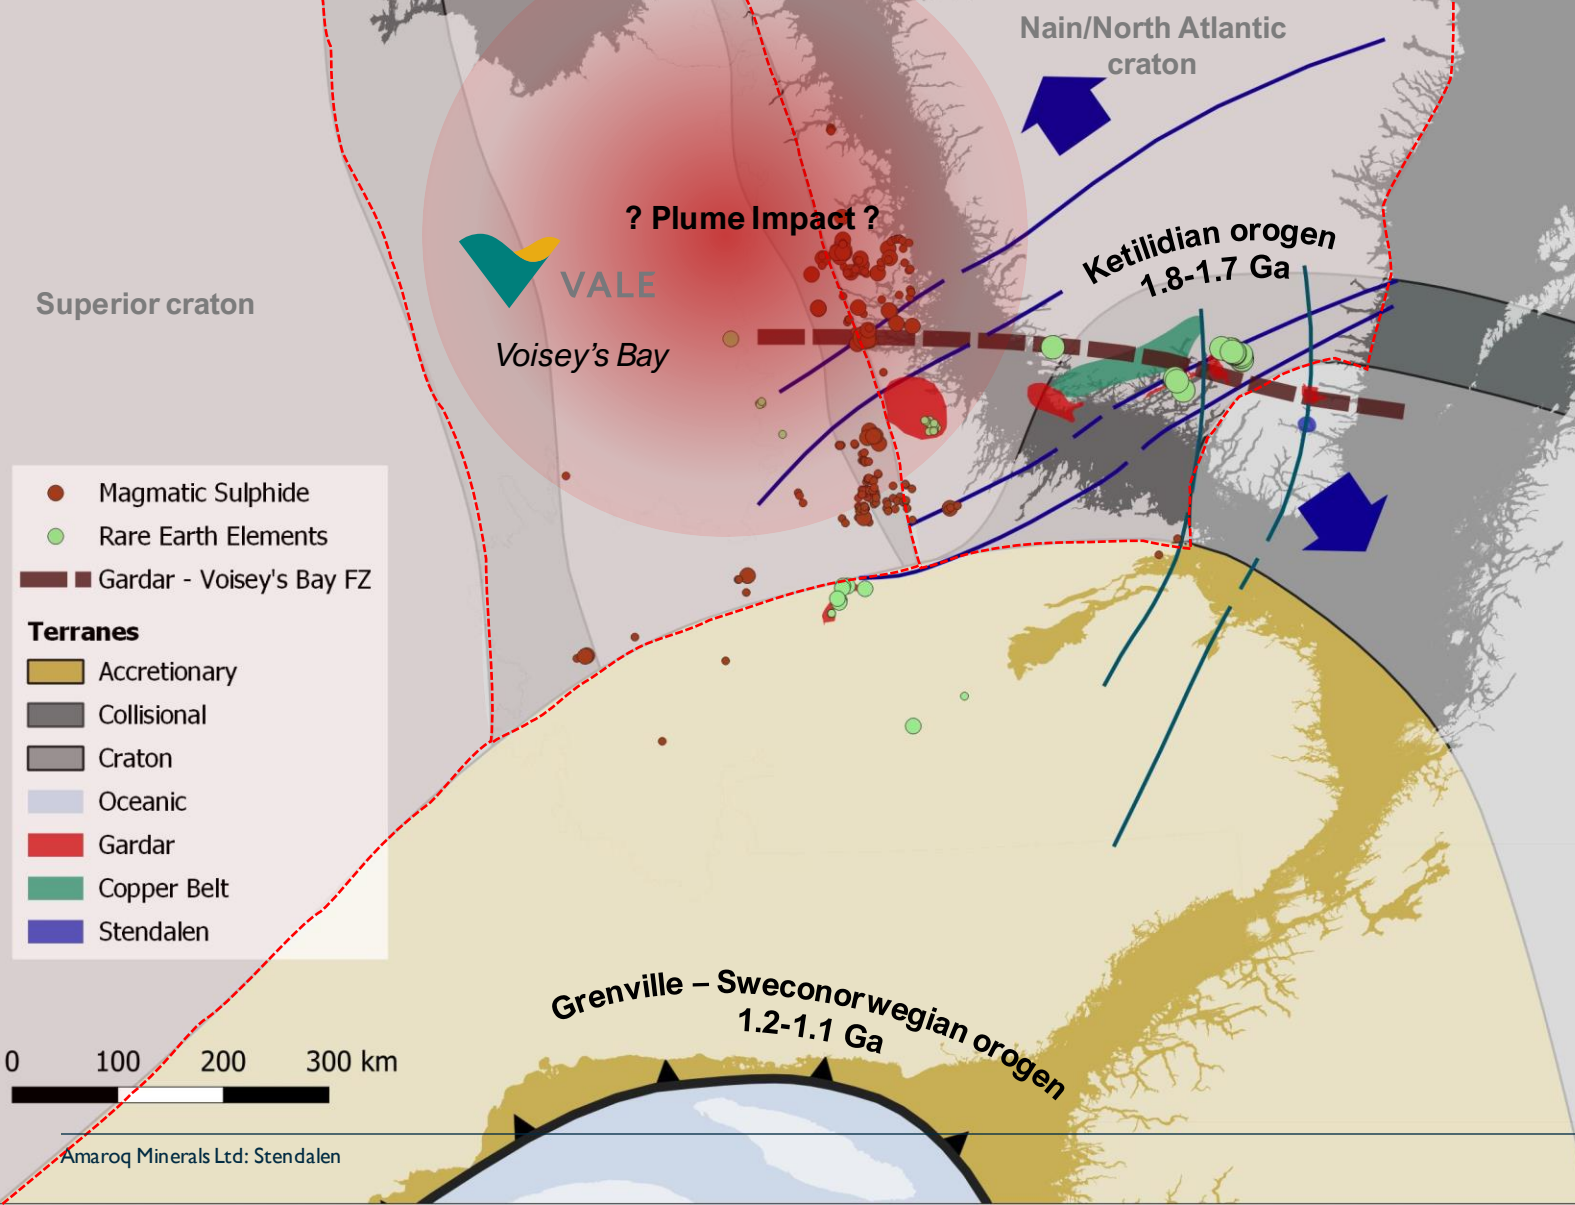 Nain/North Atlantic
craton
? Plume Impact ?
Ketilidian orogen
1.8-1.7 Ga
VALE
Superior craton
Voisey's Bay
Magmatic Sulphide
Rare Earth Elements
Gardar - Voisey's Bay FZ
Terranes
Accretionary
Collisional
Craton
Oceanic
Gardar
Copper Belt
Stendalen
Grenville – Sweconorwegian orogen
1.2-1.1 Ga
0 100 200 300 km
Amaroq Minerals Ltd: Stendalen